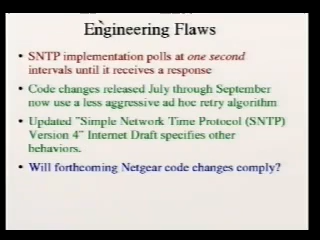 Engineering Flaws
• SNTP implementation polls at one second
intervals until it receives a response
• Code changes released July through September
now use a less aggressive ad hoc retry algorithm
• Updated "Simple Network Time Protocol (SNTP)
Version 4" Internet Draft specifies other
behaviors.
• Will forthcoming Netgear code changes comply?